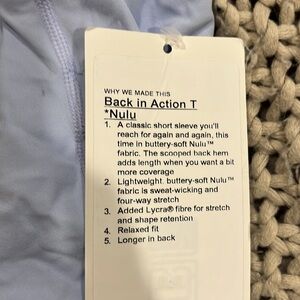 WHY WE MADE THIS
Back in Action T
*Nulu
1. A classic short sleeve you'll
reach for again and again, this
time in buttery-soft Nulu™
fabric. The scooped back hem
adds length when you want a bit
more coverage
2. Lightweight, buttery-soft Nulu™
fabric is sweat-wicking and
four-way stretch
3. Added Lycra® fibre for stretch
and shape retention
4. Relaxed fit
5. Longer in back